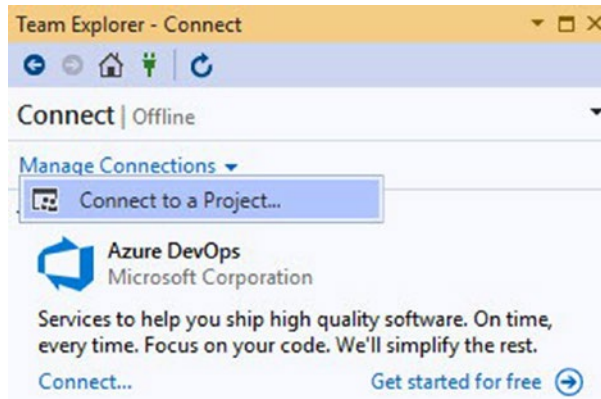 Team Explorer - Connect
Connect | Offline
Manage Connections
Connect to a Project...
Azure DevOps
Microsoft Corporation
Services to help you ship high quality software. On time,
every time. Focus on your code. We'll simplify the rest.
Connect... Get started for free